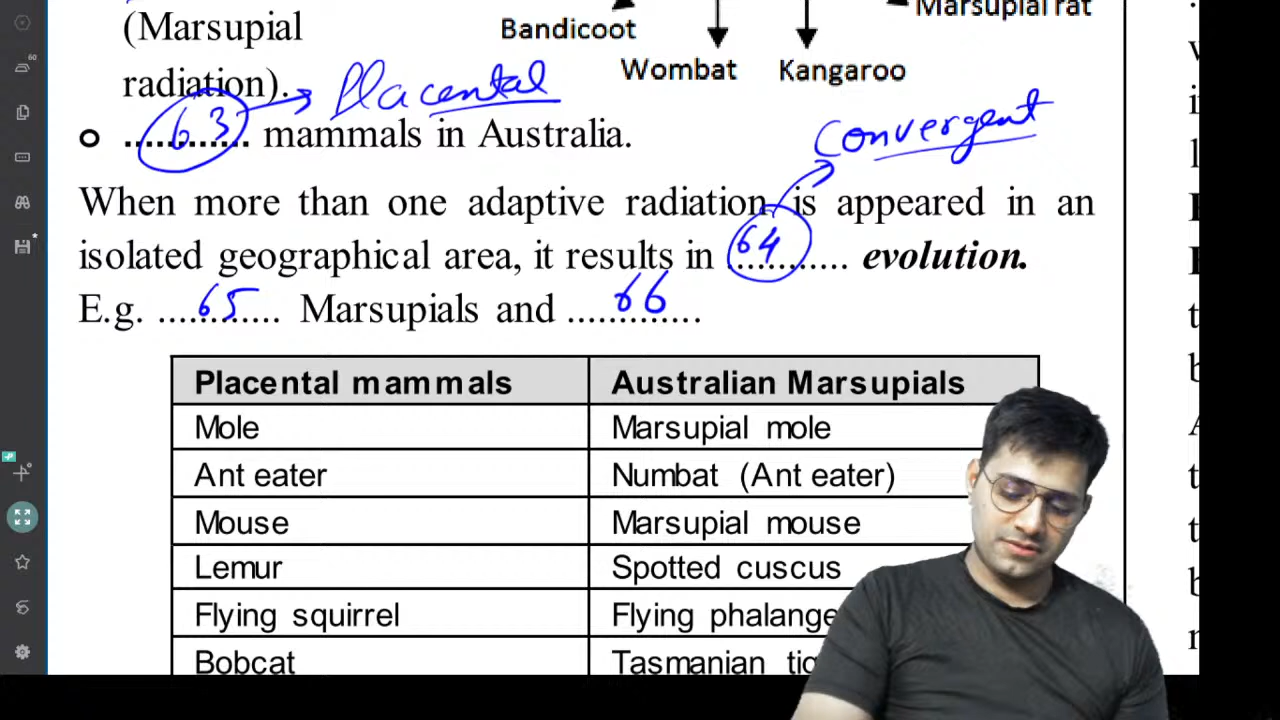 Marsupial rat
(Marsupial
Bandicoot
radiation).
Placental
Wombat
Kangaroo
o ....63.... mammals in Australia.
Convergent
When more than one adaptive radiation is appeared in an
isolated geographical area, it results in ..64........ evolution.
E.g. ....65.... Marsupials and ....66....
Placental mammals Australian Marsupials
Mole Marsupial mole
Ant eater Numbat (Ant eater)
Mouse Marsupial mouse
Lemur Spotted cuscus
Flying squirrel Flying phalange
Bobcat Tasmanian